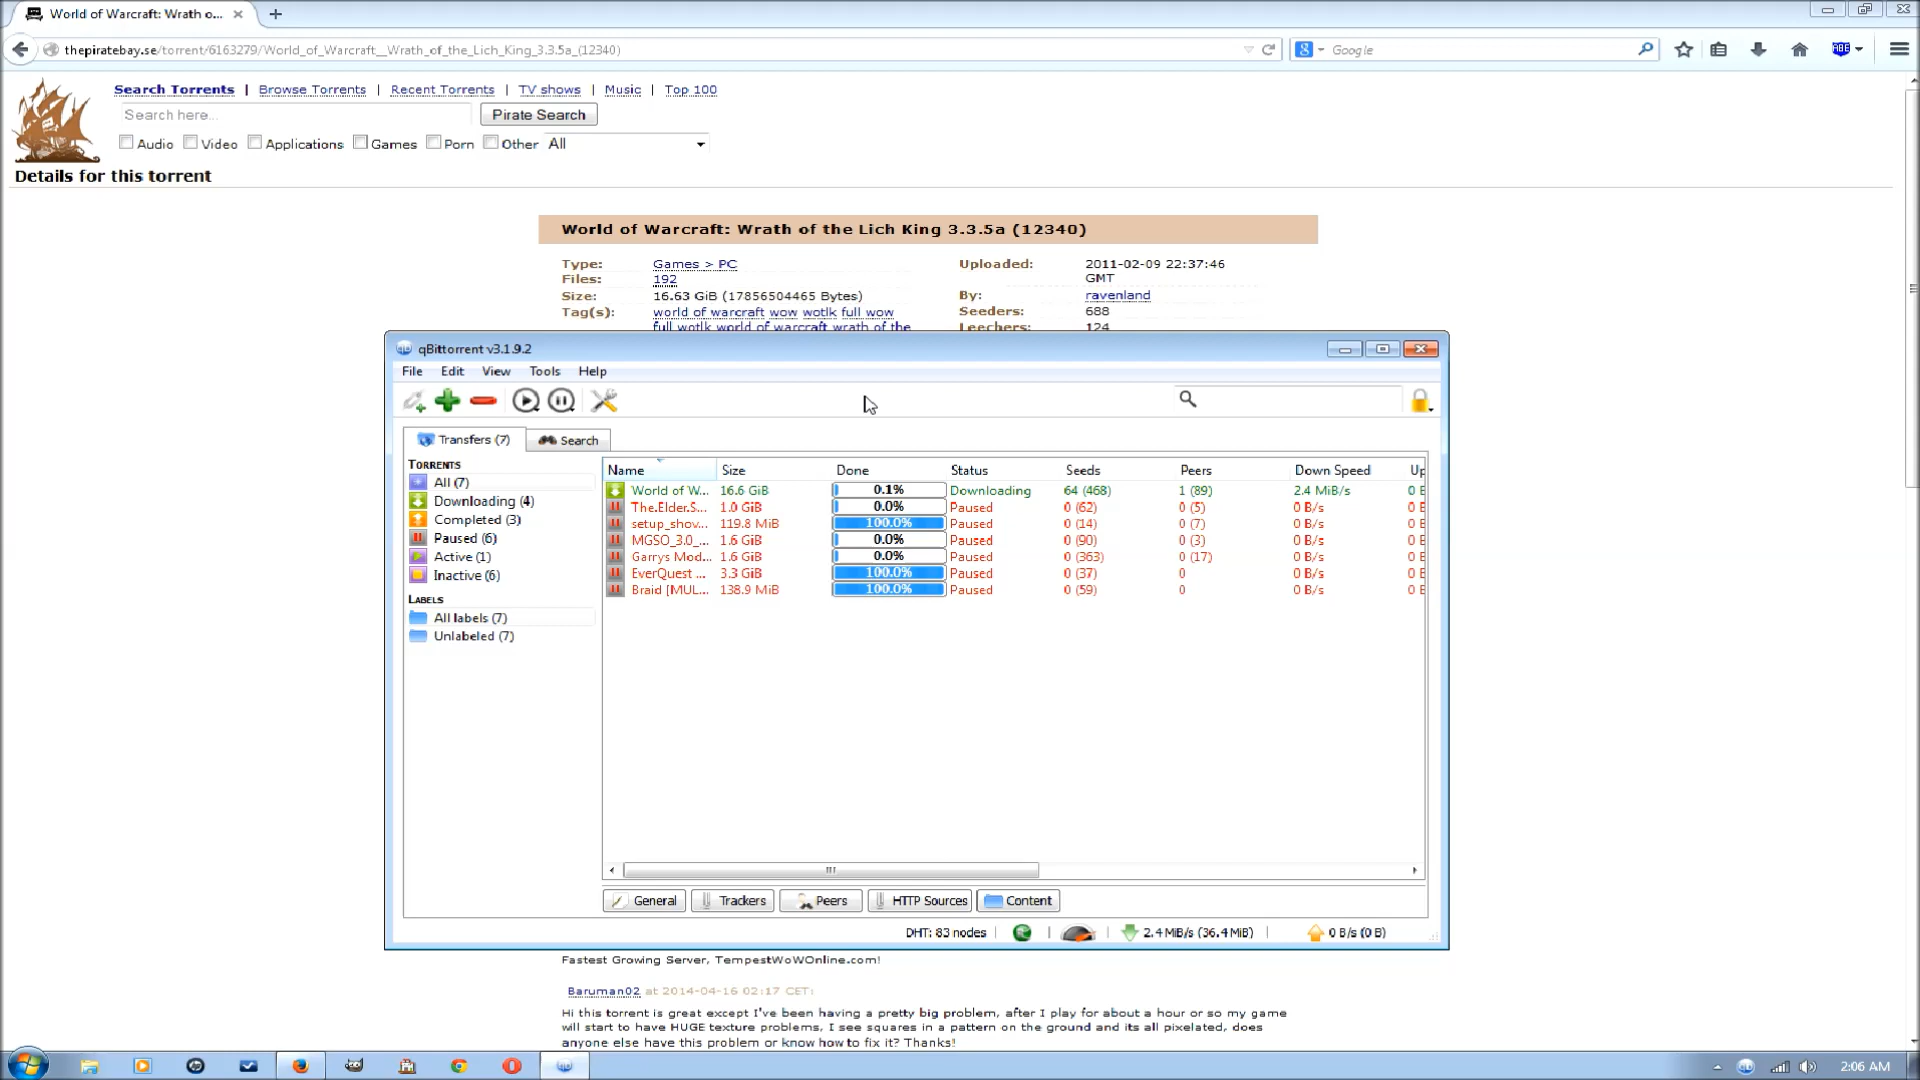 World of Warcraft: Wrath o...
thepiratebay.se/torrent/6163279/World_of_Warcraft__Wrath_of_the_Lich_King_3.3.5a_(12340)
Google
ABE
Search Torrents | Browse Torrents | Recent Torrents | TV shows | Music | Top 100
Search here...
Pirate Search
Audio Video Applications Games Porn Other All
Details for this torrent
World of Warcraft: Wrath of the Lich King 3.3.5a (12340)
Type: Games > PC
Files: 192
Size: 16.63 GiB (17856504465 Bytes)
Tag(s): world of warcraft wow wotlk full wow
full wotlk world of warcraft wrath of the
Uploaded: 2011-02-09 22:37:46
GMT
By: ravenland
Seeders: 688
Leechers: 124
qBittorrent v3.1.9.2
File Edit View Tools Help
Transfers (7) Search
TORRENTS
All (7)
Downloading (4)
Completed (3)
Paused (6)
Active (1)
Inactive (6)
LABELS
All labels (7)
Unlabeled (7)
Name Size Done Status Seeds Peers Down Speed Up
World of W... 16.6 GiB 0.1% Downloading 64 (468) 1 (89) 2.4 MiB/s 0 B
The.Elder.S... 1.0 GiB 0.0% Paused 0 (62) 0 (5) 0 B/s 0 B
setup_shov... 119.8 MiB 100.0% Paused 0 (14) 0 (7) 0 B/s 0 B
MGSO_3.0_... 1.6 GiB 0.0% Paused 0 (90) 0 (3) 0 B/s 0 B
Garrys Mod... 1.6 GiB 0.0% Paused 0 (363) 0 (17) 0 B/s 0 B
EverQuest ... 3.3 GiB 100.0% Paused 0 (37) 0 0 B/s 0 B
Braid [MUL... 138.9 MiB 100.0% Paused 0 (59) 0 0 B/s 0 B
General Trackers Peers HTTP Sources Content
DHT: 83 nodes 2.4 MiB/s (36.4 MiB) 0 B/s (0 B)
Fastest Growing Server, TempestWoWOnline.com!
Baruman02 at 2014-04-16 02:17 CET:
Hi this torrent is great except I've been having a pretty big problem, after I play for about a hour or so my game
will start to have HUGE texture problems, I see squares in a pattern on the ground and its all pixelated, does
anyone else have this problem or know how to fix it? Thanks!
2:06 AM